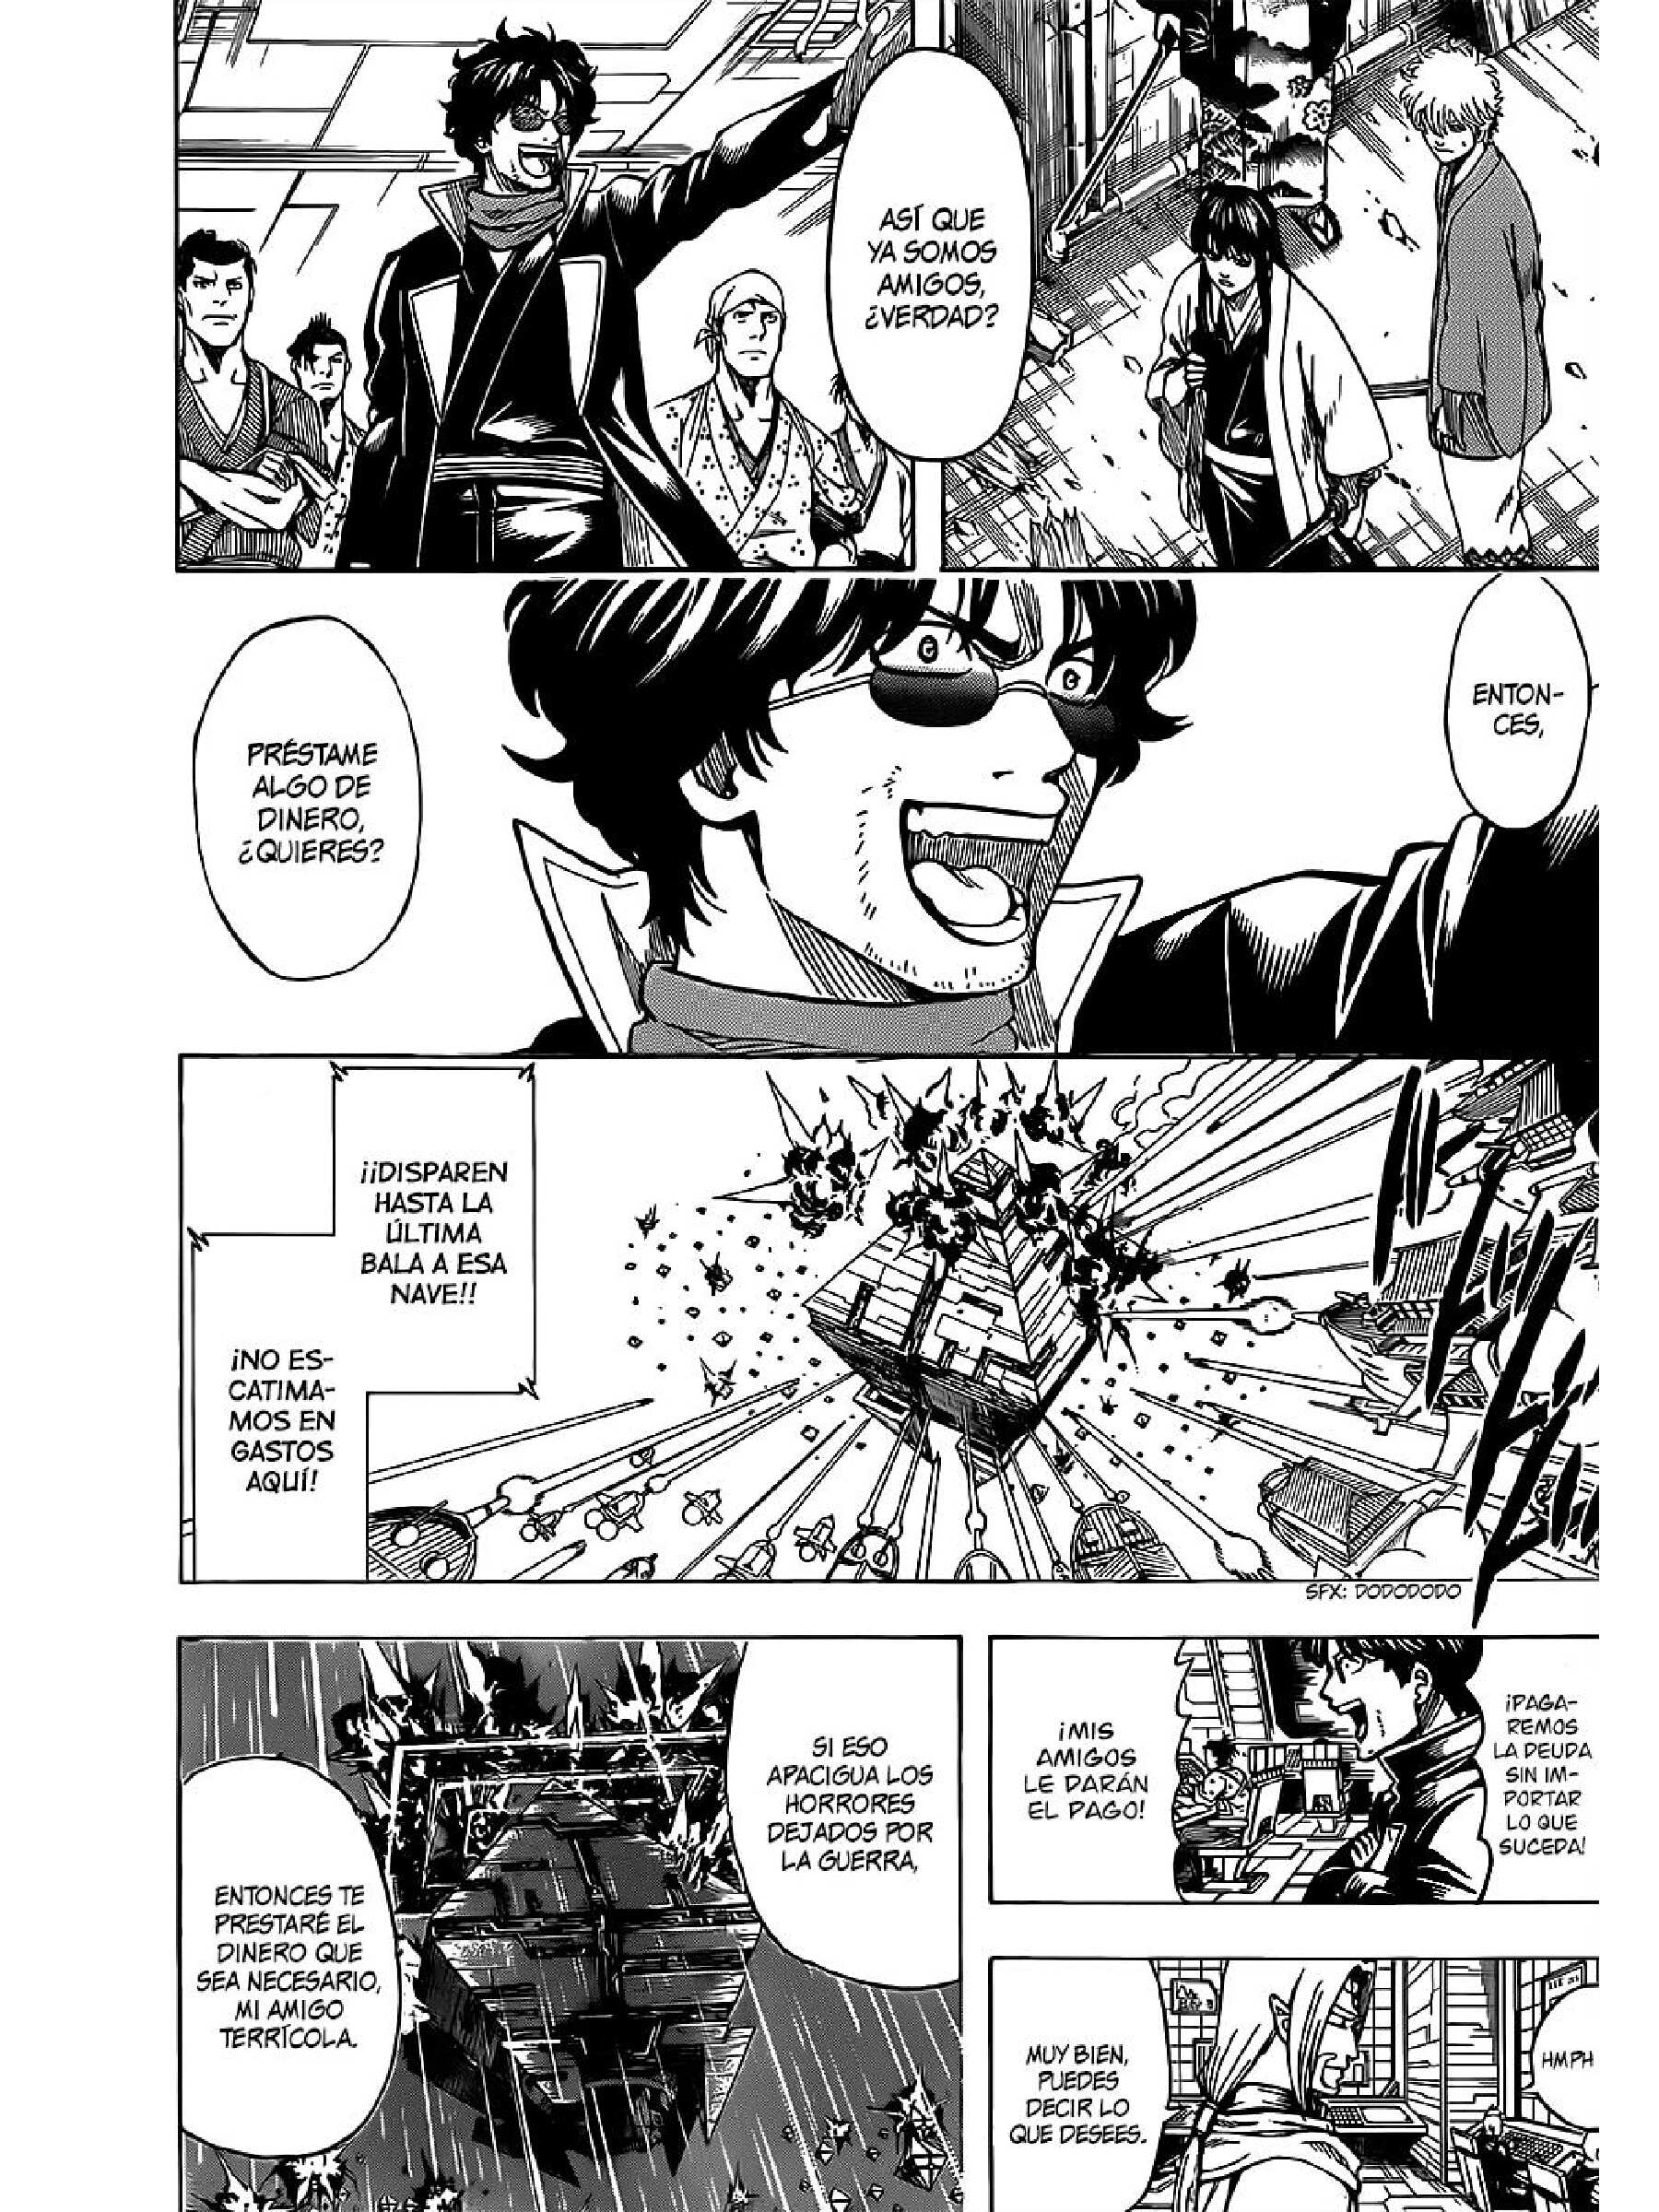 ASÍ QUE
YA SOMOS
AMIGOS,
¿VERDAD?
ENTON-
CES,
PRÉSTAME
ALGO DE
DINERO,
¿QUIERES?
¡¡DISPAREN
HASTA LA
ÚLTIMA
BALA A ESA
NAVE!!
¡NO ES-
CATIMA-
MOS EN
GASTOS
AQUÍ!
SFX: DODODODO
¡PAGA-
REMOS
LA DEUDA
SIN IM-
PORTAR
LO QUE
SUCEDA!
¡MIS
AMIGOS
LE DARÁN
EL PAGO!
HMPH
MUY BIEN,
PUEDES
DECIR LO
QUE DESEES.
SI ESO
APACIGUA LOS
HORRORES
DEJADOS POR
LA GUERRA,
ENTONCES TE
PRESTARÉ EL
DINERO QUE
SEA NECESARIO,
MI AMIGO
TERRÍCOLA.